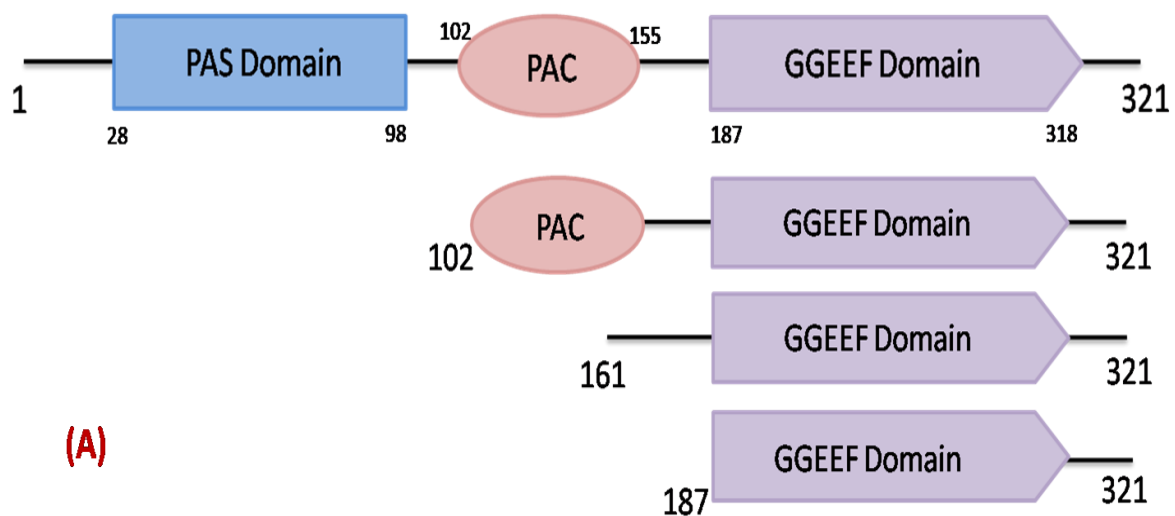 102 155
PAS Domain PAC GGEEF Domain
1 321
28 98 187 318
PAC GGEEF Domain
102 321
GGEEF Domain
161 321
(A) GGEEF Domain
187 321